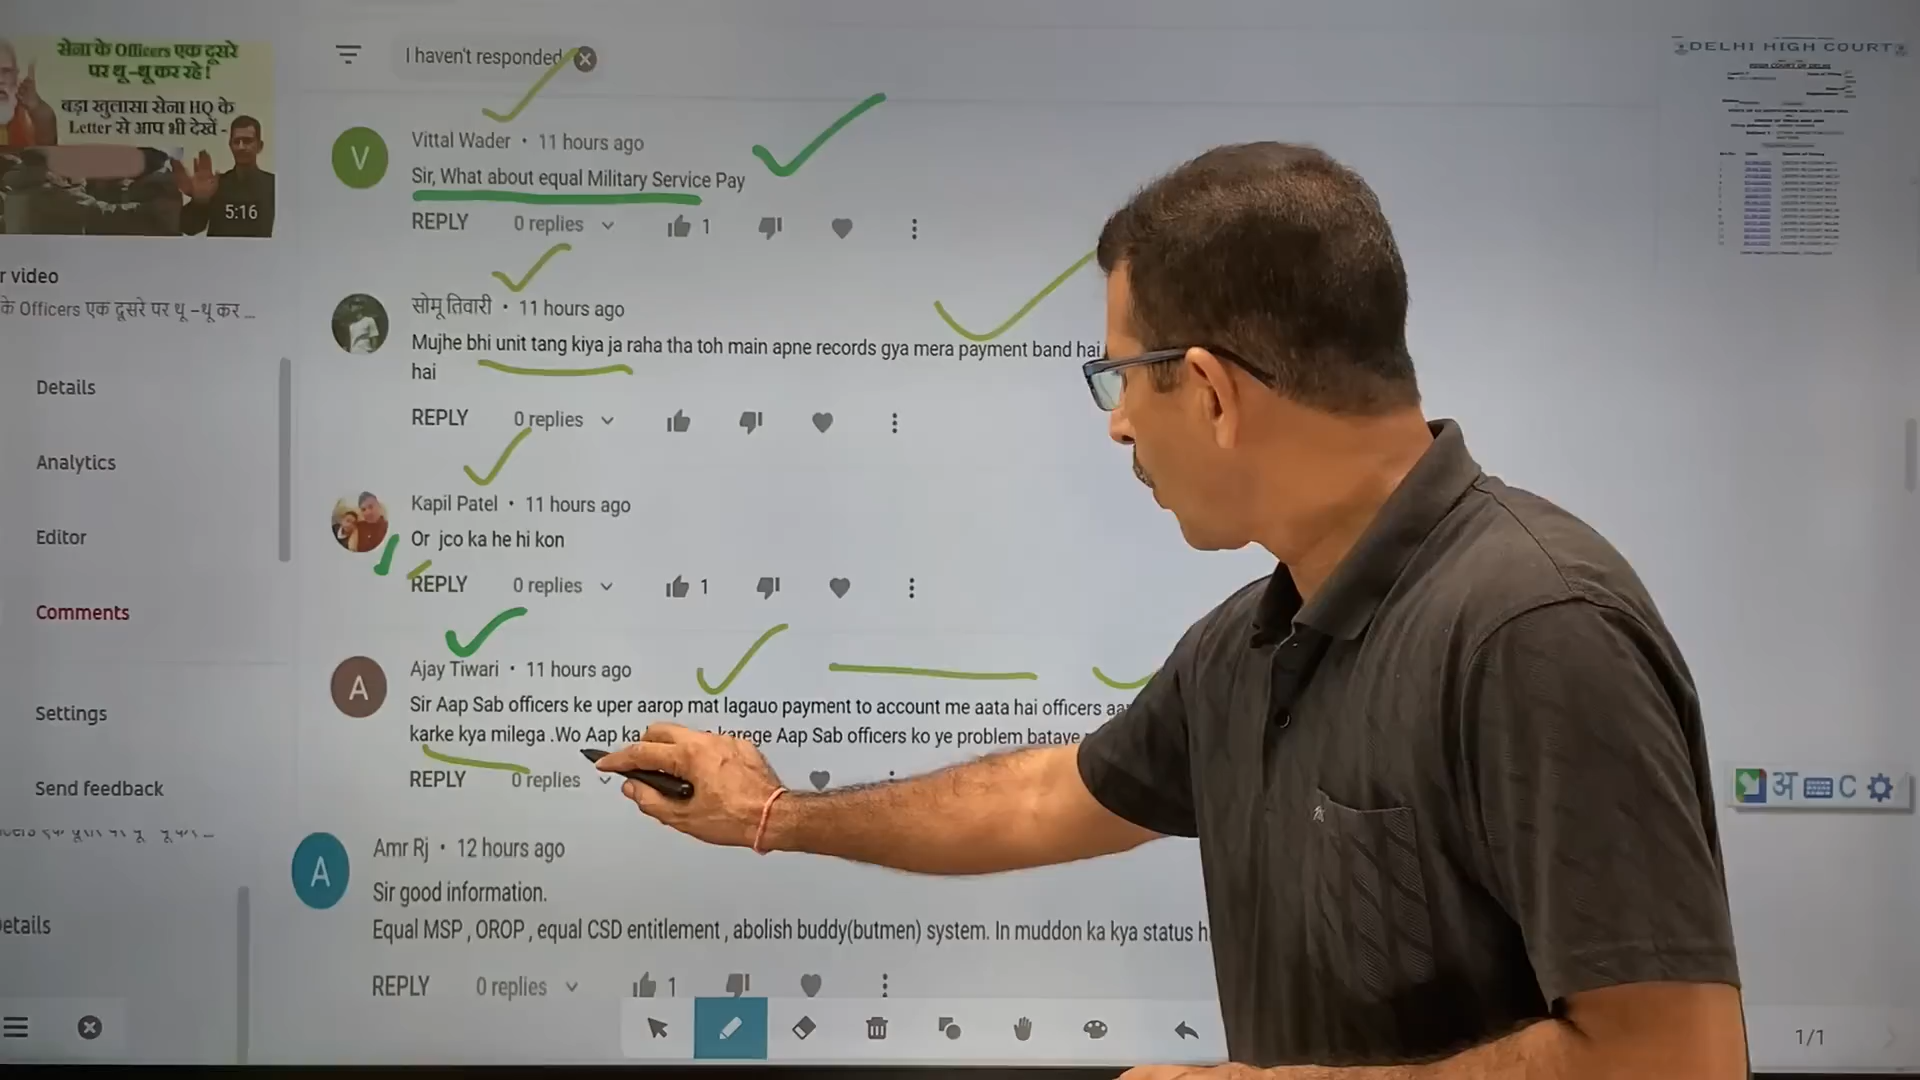 सेना के Officers एक दूसरे
पर थू-थू कर रहे!
बड़ा खुलासा सेना HQ के
Letter से आप भी देखें -
5:16
r video
के Officers एक दूसरे पर थू –थू कर ...
Details
Analytics
Editor
Comments
Settings
Send feedback
etails
I haven't responded
Vittal Wader • 11 hours ago
Sir, What about equal Military Service Pay
REPLY 0 replies 1
सोमू तिवारी • 11 hours ago
Mujhe bhi unit tang kiya ja raha tha toh main apne records gya mera payment band hai
hai
REPLY 0 replies
Kapil Patel • 11 hours ago
Or jco ka he hi kon
REPLY 0 replies 1
Ajay Tiwari • 11 hours ago
Sir Aap Sab officers ke uper aarop mat lagauo payment to account me aata hai officers aa
karke kya milega .Wo Aap ka karege Aap Sab officers ko ye problem bataye
REPLY 0 replies
Amr Rj • 12 hours ago
Sir good information.
Equal MSP , OROP , equal CSD entitlement , abolish buddy(butmen) system. In muddon ka kya status h
REPLY 0 replies 1
DELHI HIGH COURT
अ C
1/1